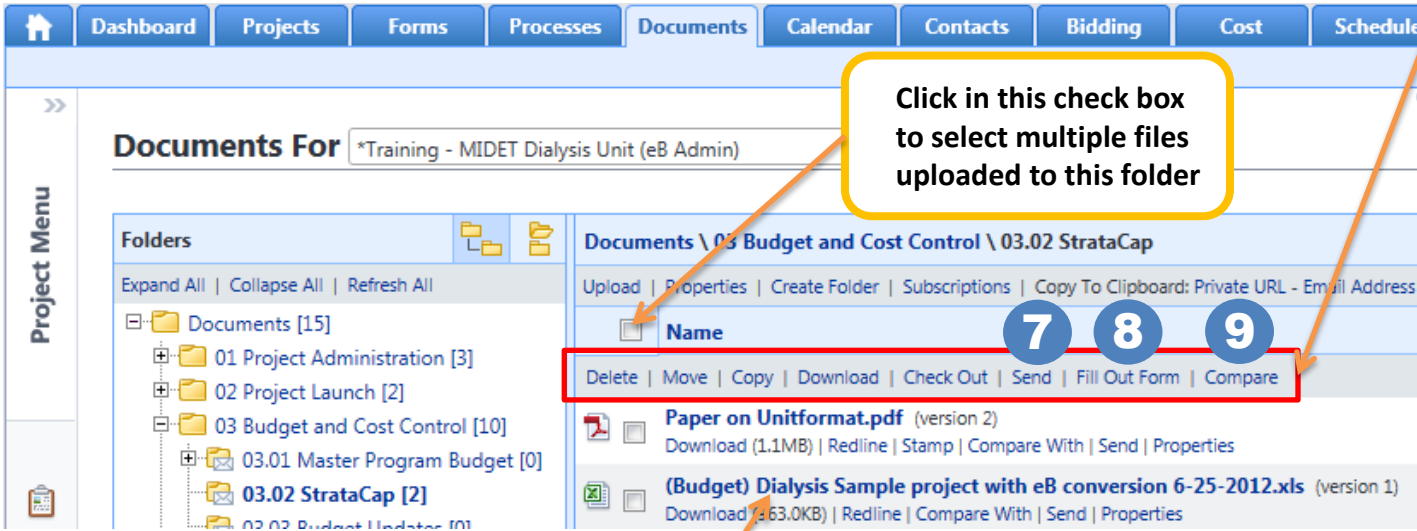 Dashboard Projects Forms Processes Documents Calendar Contacts Bidding Cost Schedule
Click in this check box
to select multiple files
uploaded to this folder
Documents For *Training - MIDET Dialysis Unit (eB Admin)
Project Menu
Folders
Expand All | Collapse All | Refresh All
Documents [15]
01 Project Administration [3]
02 Project Launch [2]
03 Budget and Cost Control [10]
03.01 Master Program Budget [0]
03.02 StrataCap [2]
03.03 Budget Updates [0]
Documents \ 03 Budget and Cost Control \ 03.02 StrataCap
Upload | Properties | Create Folder | Subscriptions | Copy To Clipboard: Private URL - Email Address
Name
7 8 9
Delete | Move | Copy | Download | Check Out | Send | Fill Out Form | Compare
Paper on Unitformat.pdf (version 2)
Download (1.1MB) | Redline | Stamp | Compare With | Send | Properties
(Budget) Dialysis Sample project with eB conversion 6-25-2012.xls (version 1)
Download 63.0KB) | Redline | Compare With | Send | Properties